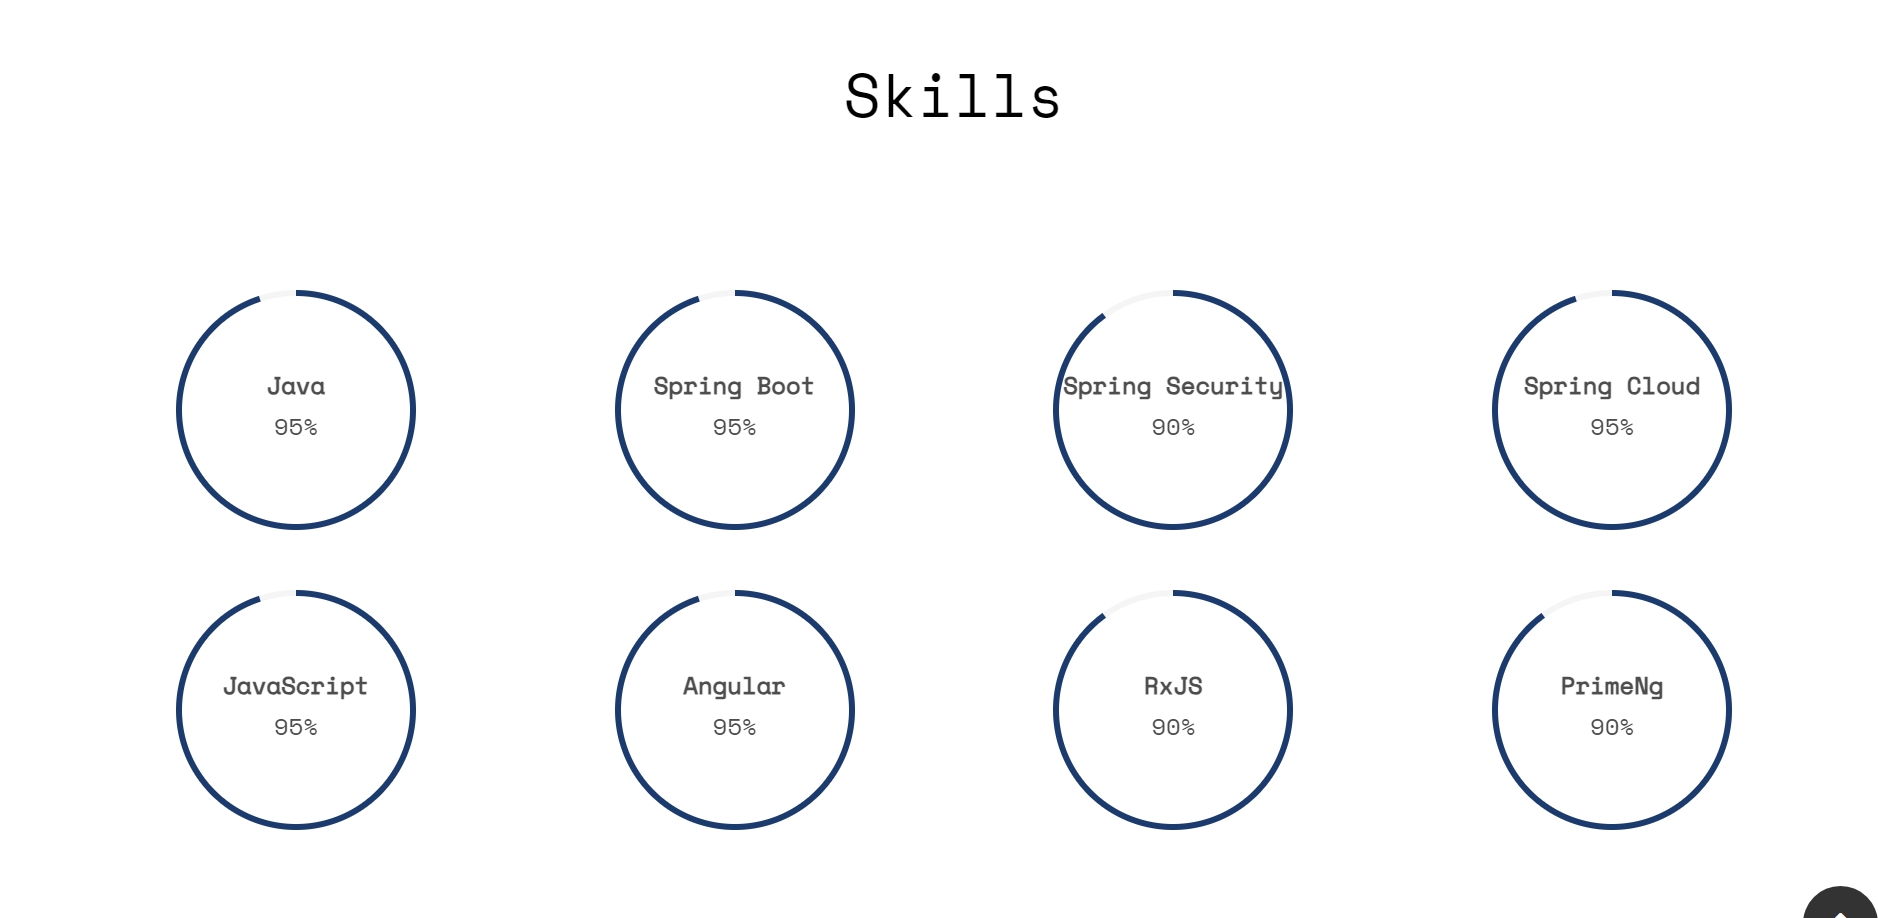 Skills
Java
95%
Spring Boot
95%
Spring Security
90%
Spring Cloud
95%
JavaScript
95%
Angular
95%
RxJS
90%
PrimeNg
90%